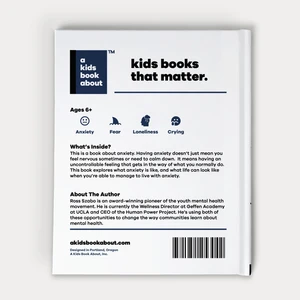 a
kids
book
about
TM
kids books
that matter.
Ages 6+
Anxiety Fear Loneliness Crying
What's Inside?
This is a book about anxiety. Having anxiety doesn't just mean you
feel nervous sometimes or need to calm down. It means having an
uncontrollable feeling that gets in the way of what you normally do.
This book explores what anxiety is like, and what life can look like
when you're able to manage to live with anxiety.
About The Author
Ross Szabo is an award-winning pioneer of the youth mental health
movement. He is currently the Wellness Director at Geffen Academy
at UCLA and CEO of the Human Power Project. He's using both of
these opportunities to change the way communities learn about
mental health.
akidsbookabout.com
Designed in Portland, Oregon
A Kids Book About, Inc.